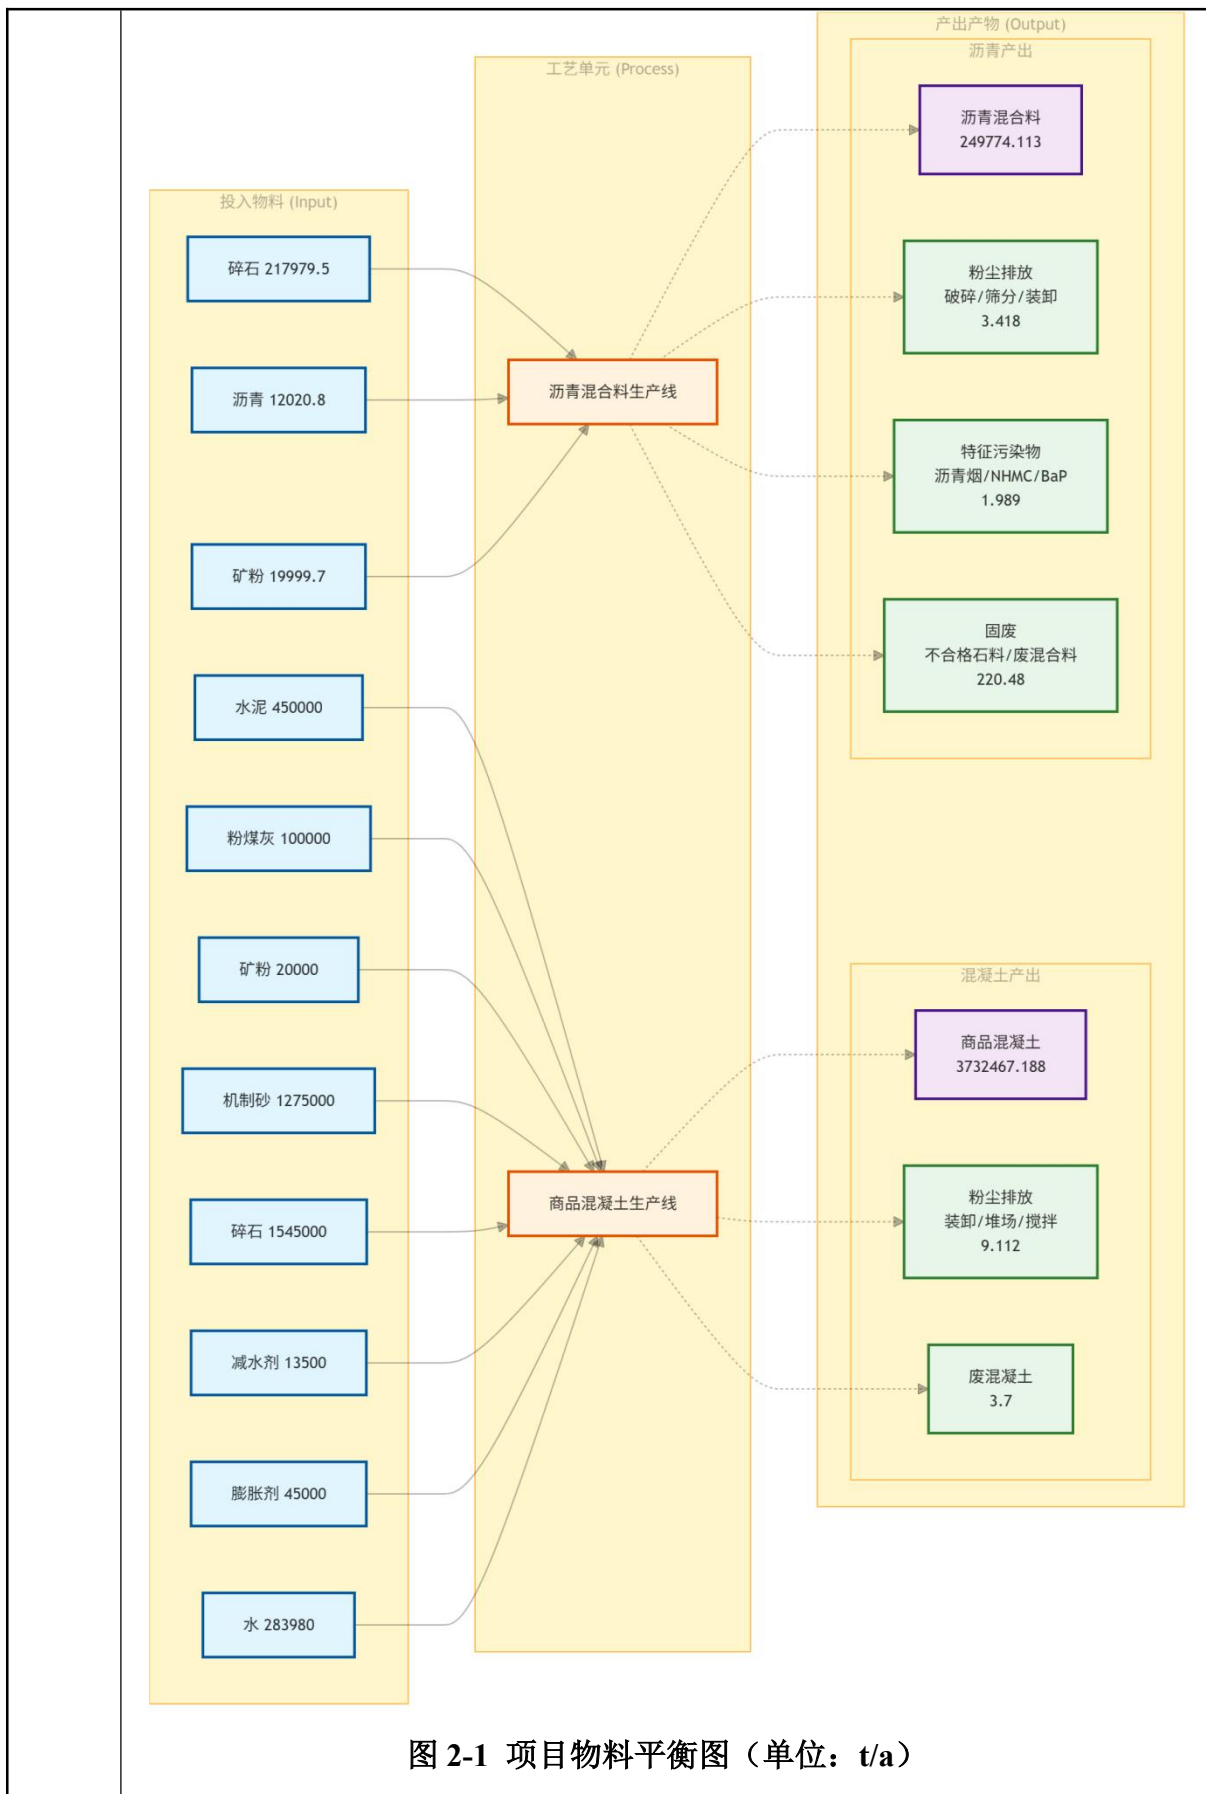 投入物料 (Input)
碎石 217979.5
沥青 12020.8
矿粉 19999.7
水泥 450000
粉煤灰 100000
矿粉 20000
机制砂 1275000
碎石 1545000
减水剂 13500
膨胀剂 45000
水 283980
工艺单元 (Process)
沥青混合料生产线
商品混凝土生产线
产出产物 (Output)
沥青产出
沥青混合料
249774.113
粉尘排放
破碎/筛分/装卸
3.418
特征污染物
沥青烟/NHMC/BaP
1.989
固废
不合格石料/废混合料
220.48
混凝土产出
商品混凝土
3732467.188
粉尘排放
装卸/堆场/搅拌
9.112
废混凝土
3.7
图 2-1 项目物料平衡图（单位：t/a）